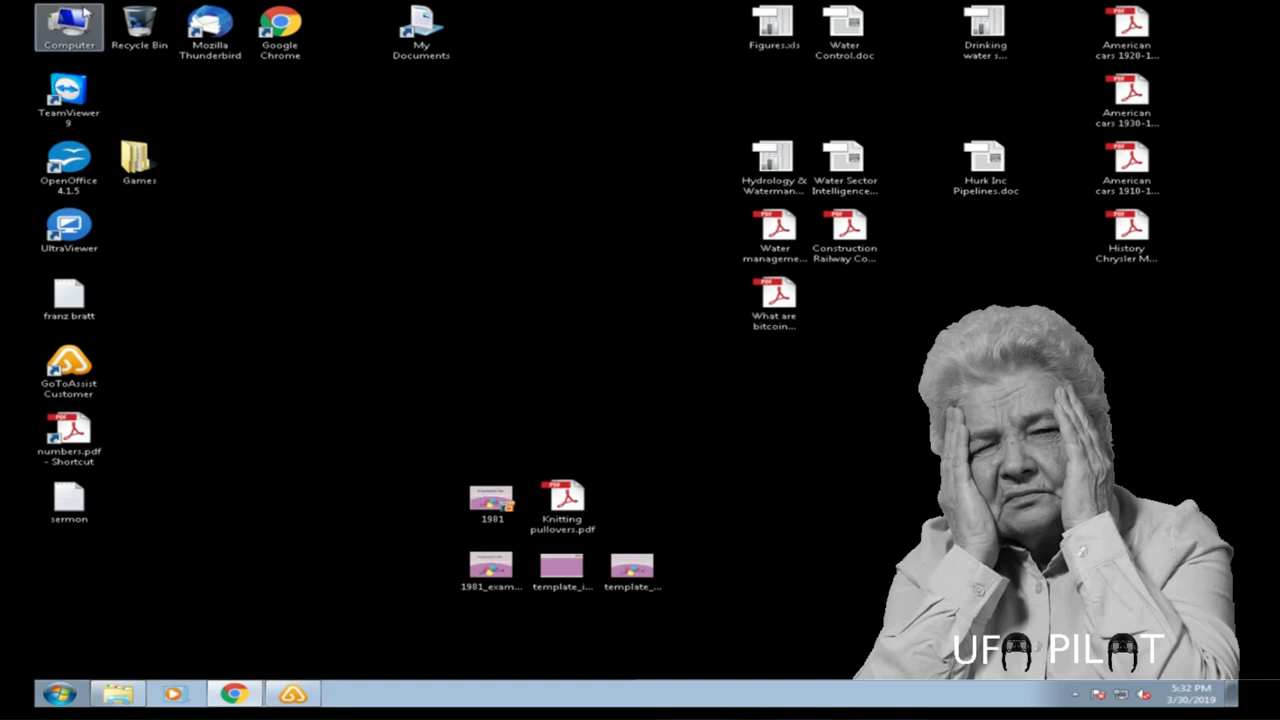 Computer
Recycle Bin
Mozilla
Thunderbird
Google
Chrome
My
Documents
Figures.xls
Water
Control.doc
Drinking
water s...
American
cars 1920-1...
TeamViewer
9
American
cars 1930-1...
OpenOffice
4.1.5
Games
Hydrology &
Waterman...
Water Sector
Intelligence...
Hurk Inc
Pipelines.doc
American
cars 1910-1...
UltraViewer
Water
manageme...
Construction
Railway Co...
History
Chrysler M...
franz bratt
What are
bitcoin...
GoToAssist
Customer
numbers.pdf
- Shortcut
sermon
1981
Knitting
pullovers.pdf
1981_exam...
template_i...
template_...
UFO PILOT
5:32 PM
3/30/2019